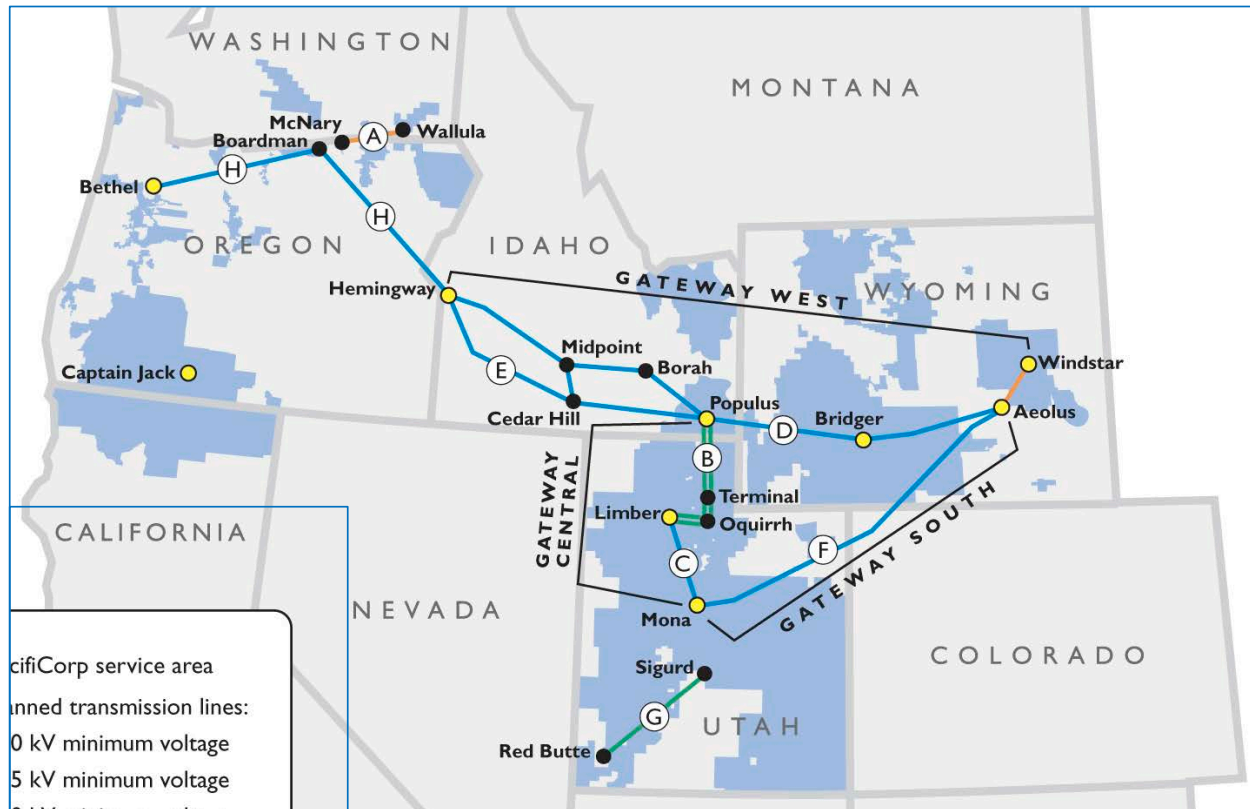 WASHINGTON
MONTANA
McNary
A
Wallula
Boardman
H
Bethel
H
OREGON
IDAHO
GATEWAY WEST
WYOMING
Hemingway
Midpoint
Borah
Windstar
Captain Jack
E
Populus
Bridger
Aeolus
Cedar Hill
D
B
GATEWAY
CENTRAL
Terminal
Limber
Oquirrh
GATEWAY SOUTH
CALIFORNIA
F
C
NEVADA
Mona
COLORADO
cifiCorp service area
Sigurd
anned transmission lines:
G
UTAH
0 kV minimum voltage
Red Butte
5 kV minimum voltage